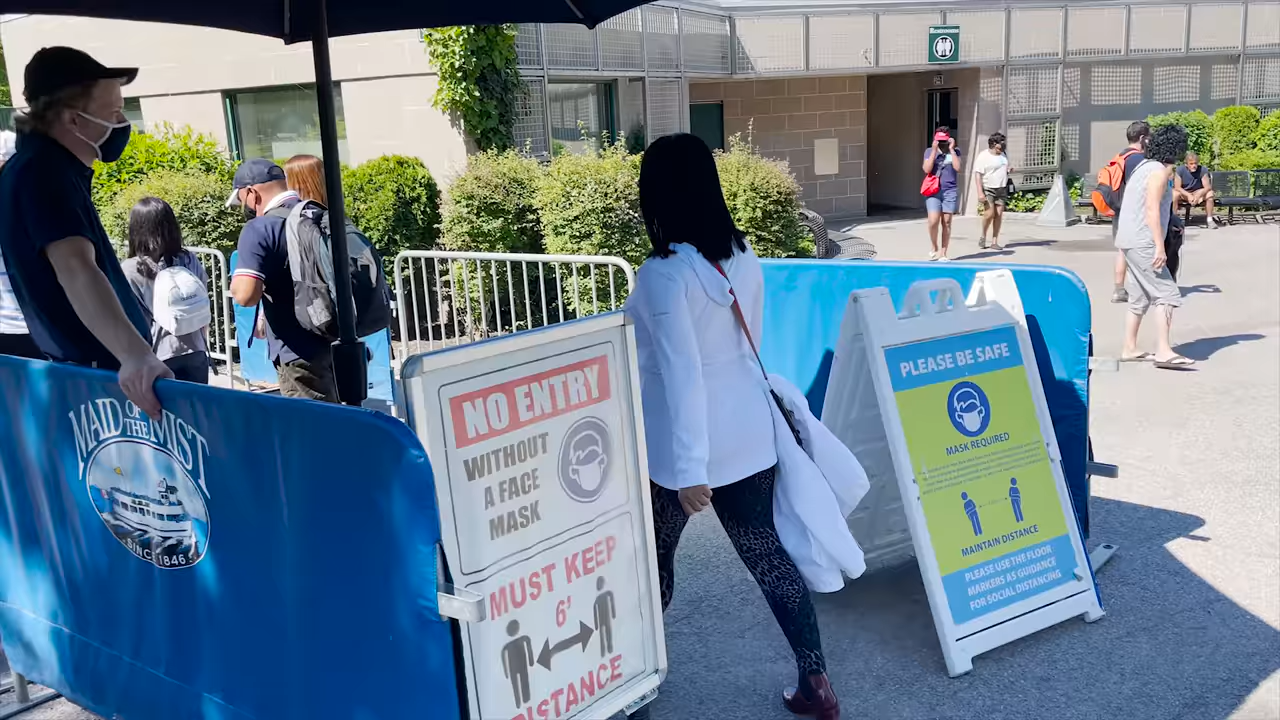 Restrooms
MAID OF THE MIST
SINCE 1846
NO ENTRY
WITHOUT
A FACE
MASK
MUST KEEP
6'
DISTANCE
PLEASE BE SAFE
MASK REQUIRED
MAINTAIN DISTANCE
PLEASE USE THE FLOOR
MARKERS AS GUIDANCE
FOR SOCIAL DISTANCING